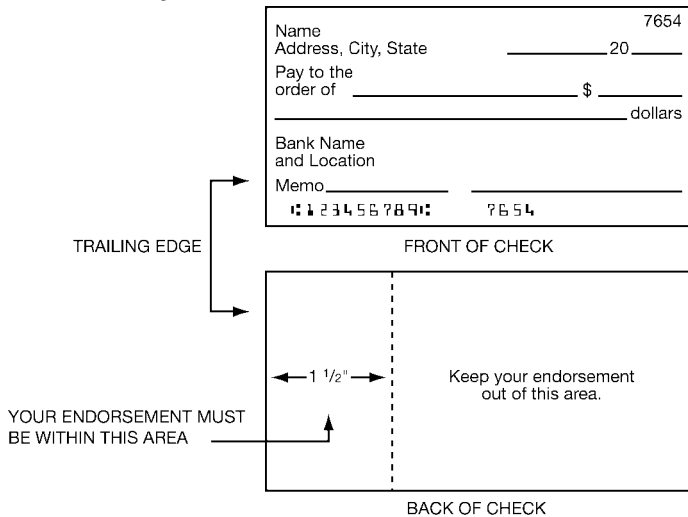 7654
Name
Address, City, State 20
Pay to the
order of $
dollars
Bank Name
and Location
Memo
⑆123456789⑆ 7654
TRAILING EDGE
FRONT OF CHECK
1 1/2"
Keep your endorsement
out of this area.
YOUR ENDORSEMENT MUST
BE WITHIN THIS AREA
BACK OF CHECK